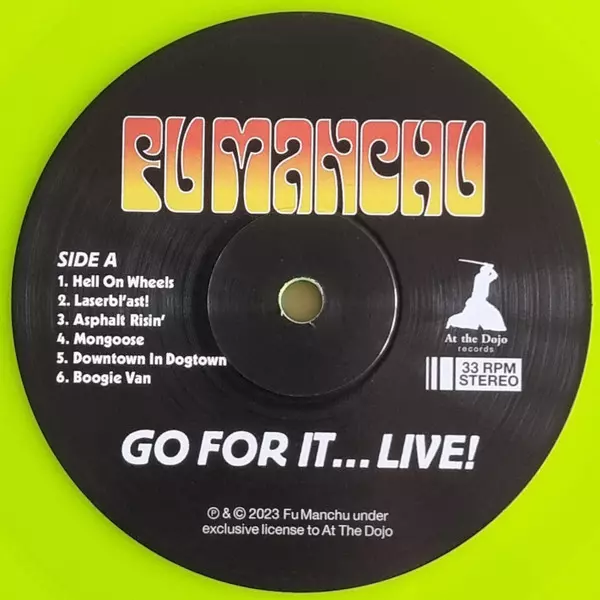 FU MANCHU
SIDE A
1. Hell On Wheels
2. Laserbl'ast!
3. Asphalt Risin'
4. Mongoose
5. Downtown In Dogtown
6. Boogie Van
At the Dojo
records
33 RPM
STEREO
GO FOR IT... LIVE!
℗ & © 2023 Fu Manchu under
exclusive license to At The Dojo